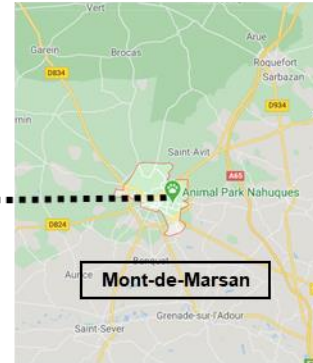 Vert
Arue
Garein
Brocas
Roquefort
D834
Sarbazan
D934
Saint-Avit
A65
Animal Park Nahuques
D824
Mont-de-Marsan
Grenade-sur-l'Adour
Saint-Sever